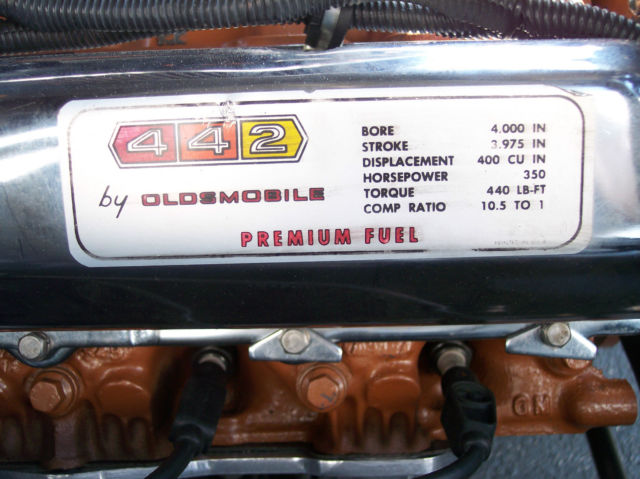 442
by OLDSMOBILE
PREMIUM FUEL
BORE 4.000 IN
STROKE 3.975 IN
DISPLACEMENT 400 CU IN
HORSEPOWER 350
TORQUE 440 LB-FT
COMP RATIO 10.5 TO 1